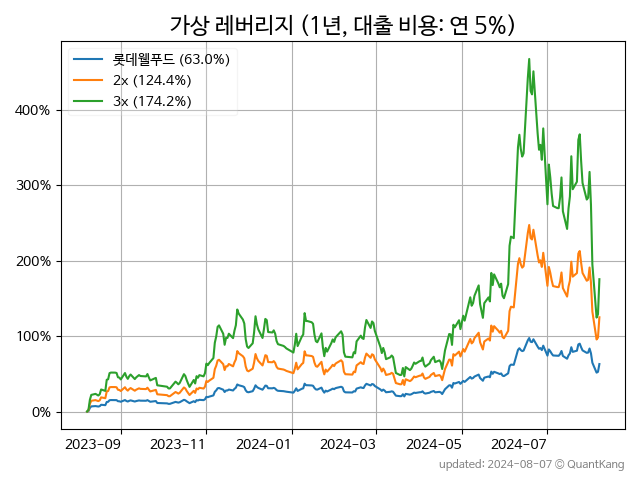 가상 레버리지 (1년, 대출 비용: 연 5%)
롯데웰푸드 (63.0%)
2x (124.4%)
3x (174.2%)
400%
300%
200%
100%
0%
2023-09
2023-11
2024-01
2024-03
2024-05
2024-07
updated: 2024-08-07 © QuantKang